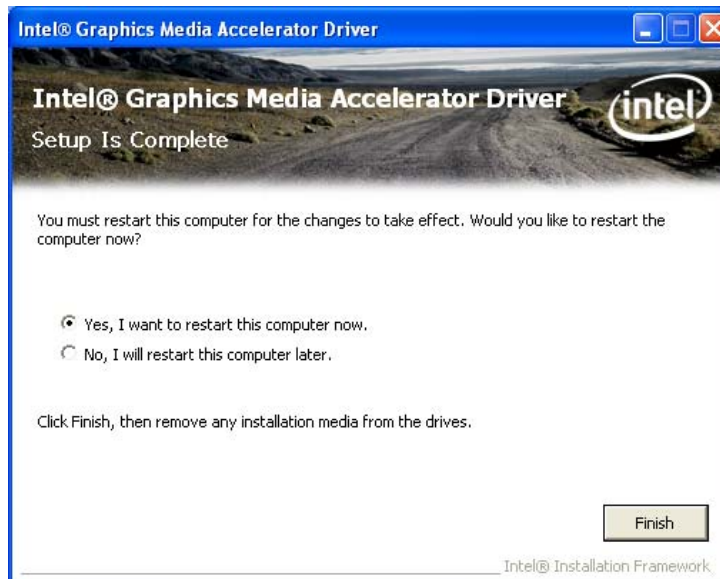 Intel® Graphics Media Accelerator Driver
Intel® Graphics Media Accelerator Driver
intel
Setup Is Complete
You must restart this computer for the changes to take effect. Would you like to restart the
computer now?
Yes, I want to restart this computer now.
No, I will restart this computer later.
Click Finish, then remove any installation media from the drives.
Finish
Intel® Installation Framework